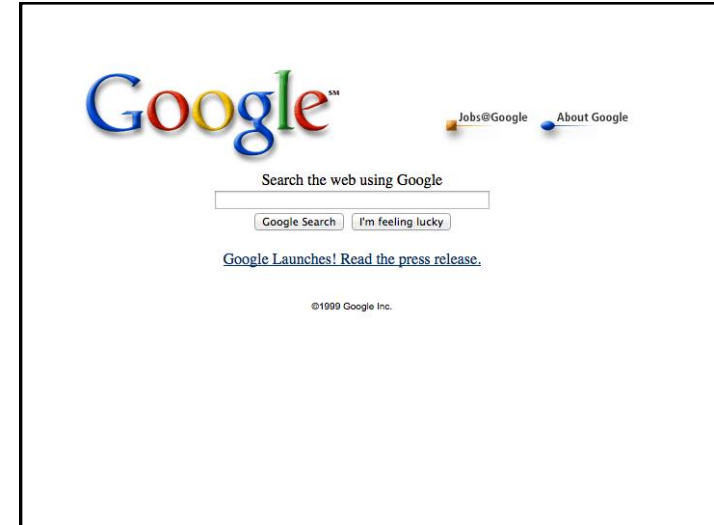 Google℠
Jobs@Google About Google
Search the web using Google
Google Search I'm feeling lucky
Google Launches! Read the press release.
©1999 Google Inc.